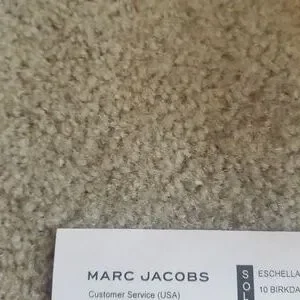 MARC JACOBS
Customer Service (USA)
SOL
ESCHELLA
10 BIRKDA